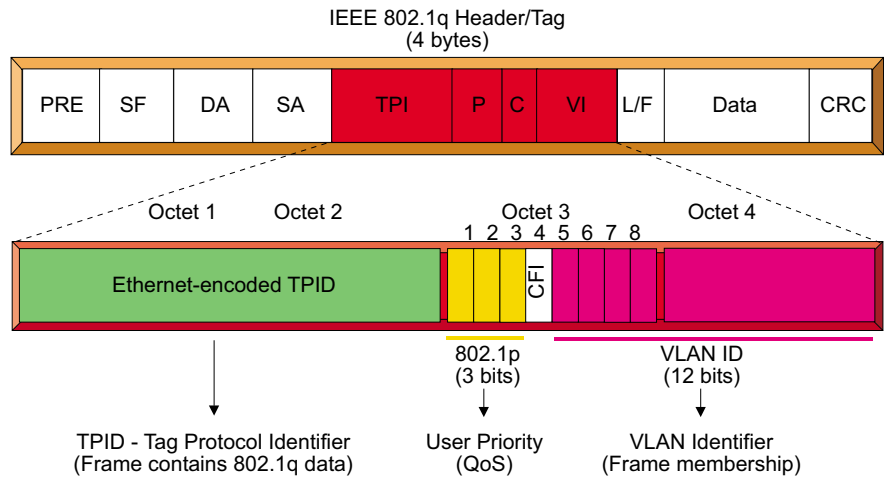 IEEE 802.1q Header/Tag
(4 bytes)
PRE SF DA SA TPI P C VI L/F Data CRC
Octet 1 Octet 2 Octet 3 Octet 4
1 2 3 4 5 6 7 8
Ethernet-encoded TPID CFI
802.1p VLAN ID
(3 bits) (12 bits)
TPID - Tag Protocol Identifier User Priority VLAN Identifier
(Frame contains 802.1q data) (QoS) (Frame membership)